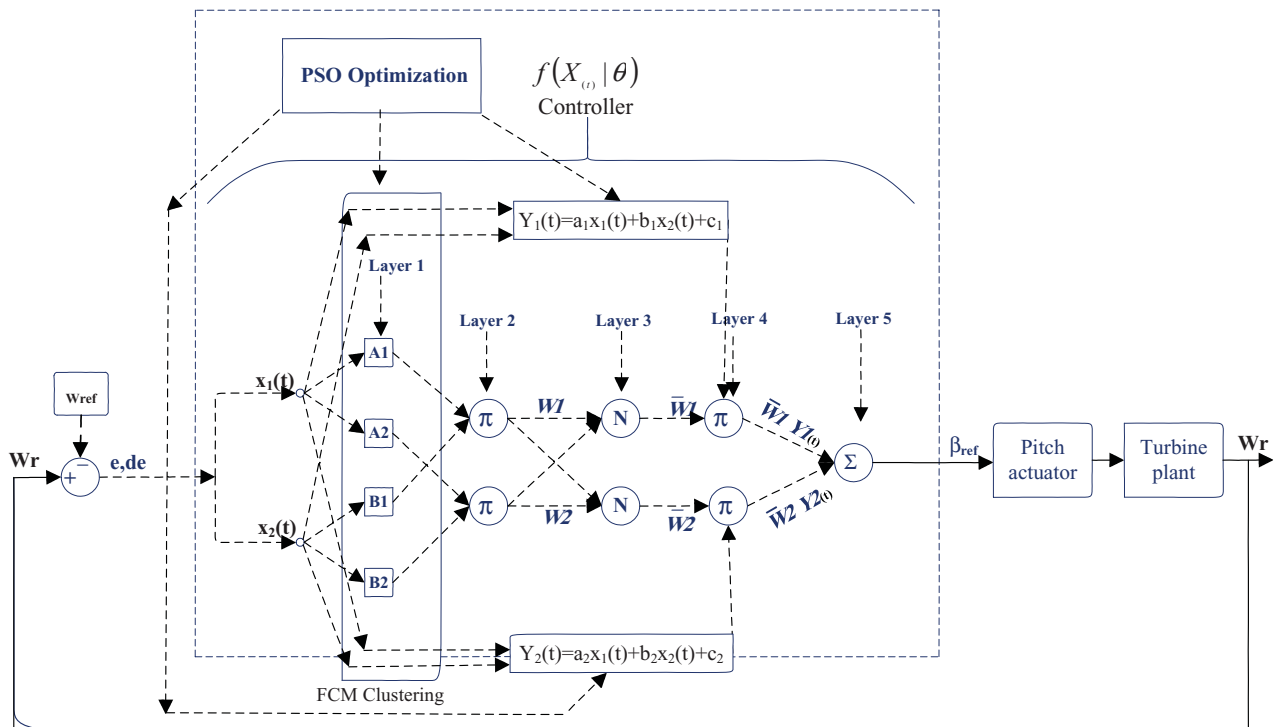 PSO Optimization
f(X₍ₜ₎ | θ)
Controller
Y₁(t)=a₁x₁(t)+b₁x₂(t)+c₁
Layer 1
Layer 2
Layer 3
Layer 4
Layer 5
A1
x₁(t)
Wref
A2
π
W1
N
W̅1
π
W̅1 Y1(t)
Wr
+
−
e,de
Σ
βref
Pitch
actuator
Turbine
plant
Wr
B1
π
W̅2
N
W̅2
π
W̅2 Y2(t)
x₂(t)
B2
Y₂(t)=a₂x₁(t)+b₂x₂(t)+c₂
FCM Clustering